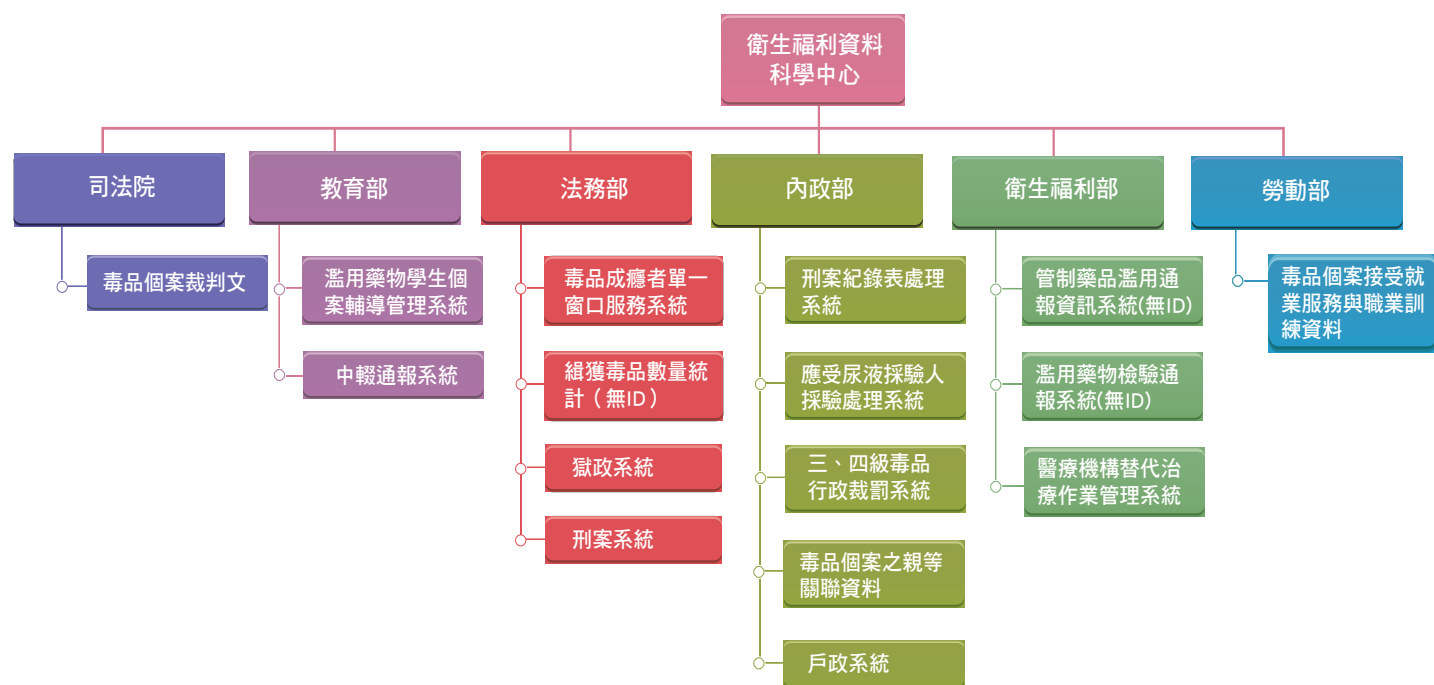 衛生福利資料
科學中心
司法院
教育部
法務部
內政部
衛生福利部
勞動部
毒品個案裁判文
濫用藥物學生個
案輔導管理系統
中輟通報系統
毒品成癮者單一
窗口服務系統
緝獲毒品數量統
計（無ID）
獄政系統
刑案系統
刑案紀錄表處理
系統
應受尿液採驗人
採驗處理系統
三、四級毒品
行政裁罰系統
毒品個案之親等
關聯資料
戶政系統
管制藥品濫用通
報資訊系統(無ID)
濫用藥物檢驗通
報系統(無ID)
醫療機構替代治
療作業管理系統
毒品個案接受就
業服務與職業訓
練資料